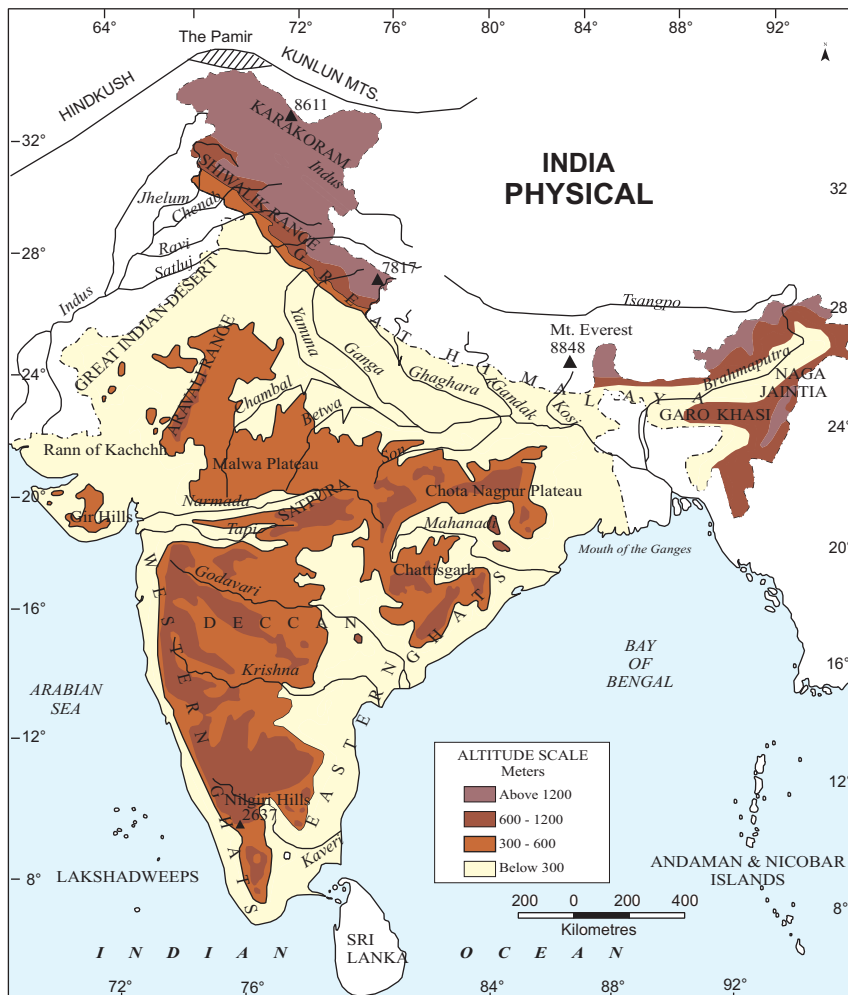 64°
72°
76°
80°
84°
88°
92°
The Pamir
N
HINDKUSH
KUNLUN MTS.
8611
KARAKORAM
Indus
32°
INDIA
PHYSICAL
32
SHIWALIK RANGE
Jhelum
Chenab
Ravi
Satluj
28°
7817
GREAT HIMALAYA
Indus
GREAT INDIAN DESERT
Yamuna
Ganga
Ghaghara
Gandak
Kosi
Tsangpo
28°
Mt. Everest
8848
Brahmaputra
NAGA
JAINTIA
GARO KHASI
24°
24°
ARAVALI RANGE
Chambal
Betwa
Son
Rann of Kachchh
Malwa Plateau
Chota Nagpur Plateau
20°
Narmada
SATPURA
Gir Hills
Tapi
Mahanadi
Mouth of the Ganges
20°
Chattisgarh
Godavari
16°
DECCAN
WESTERN GHATS
EASTERN GHATS
Krishna
BAY
OF
BENGAL
16°
ARABIAN
SEA
12°
12°
ALTITUDE SCALE
Meters
Above 1200
600 - 1200
300 - 600
Below 300
Nilgiri Hills
2637
Kaveri
LAKSHADWEEPS
8°
ANDAMAN & NICOBAR
ISLANDS
8°
200 0 200 400
Kilometres
SRI
LANKA
INDIAN OCEAN
72°
76°
84°
88°
92°